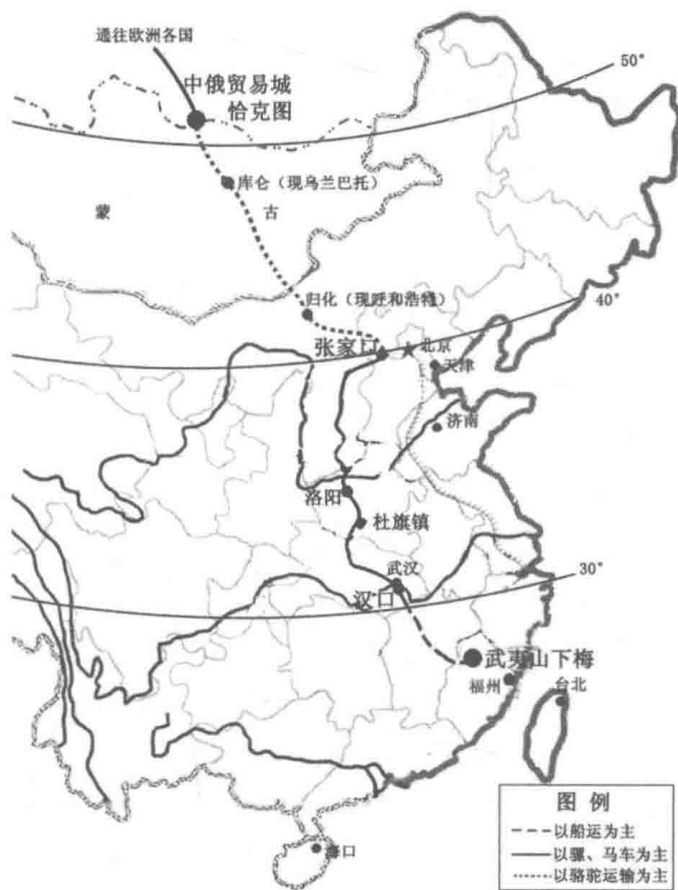 通往欧洲各国
50°
中俄贸易城
恰克图
库仑（现乌兰巴托）
蒙
古
归化（现呼和浩特）
40°
张家口
北京
天津
济南
洛阳
杜旗镇
武汉
汉口
30°
武夷山下梅
福州
台北
海口
图例
以船运为主
以骡、马车为主
以骆驼运输为主